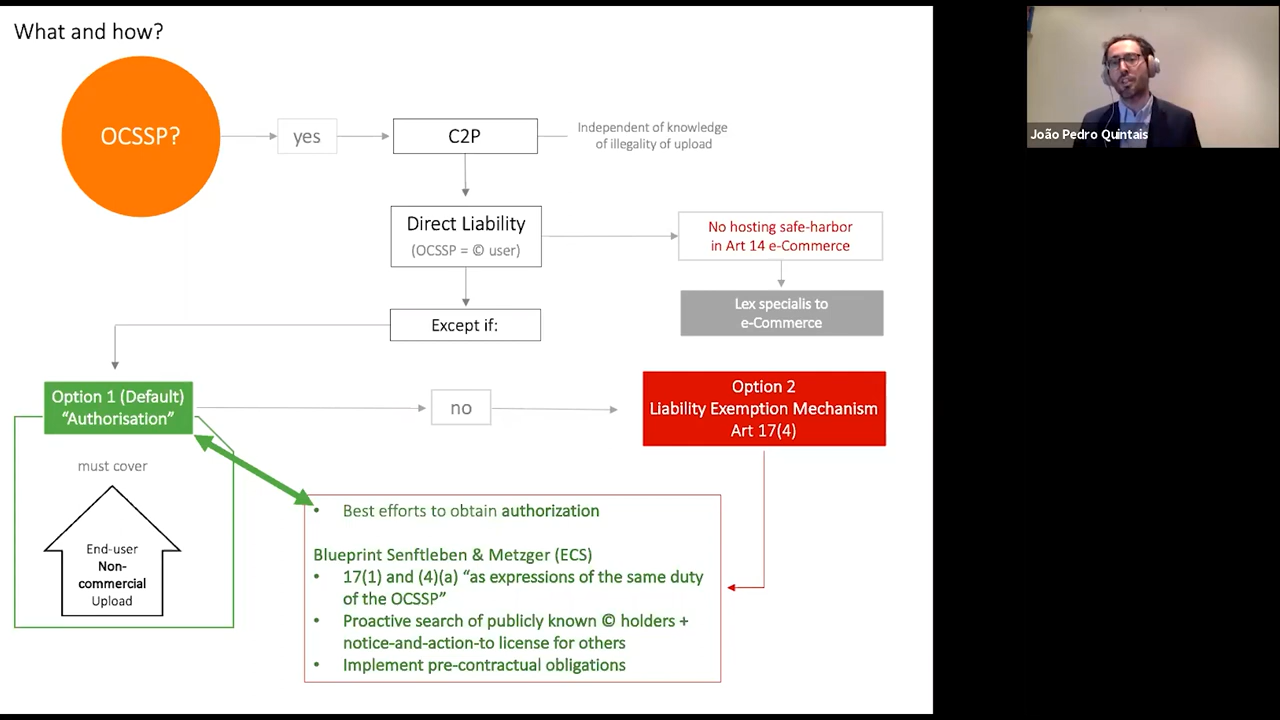 What and how?
OCSSP?
yes
C2P
Independent of knowledge
of illegality of upload
Direct Liability
(OCSSP = © user)
No hosting safe-harbor
in Art 14 e-Commerce
Lex specialis to
e-Commerce
Except if:
Option 1 (Default)
“Authorisation”
no
Option 2
Liability Exemption Mechanism
Art 17(4)
must cover
End-user
Non-
commercial
Upload
• Best efforts to obtain authorization
Blueprint Senftleben & Metzger (ECS)
• 17(1) and (4)(a) “as expressions of the same duty
of the OCSSP”
• Proactive search of publicly known © holders +
notice-and-action-to license for others
• Implement pre-contractual obligations
João Pedro Quintais